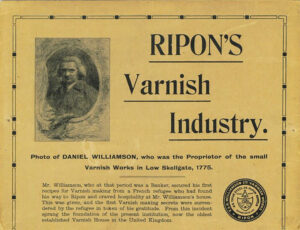 RIPON'S
Varnish
Industry.
Photo of DANIEL WILLIAMSON, who was the Proprietor of the small
Varnish Works in Low Skellgate, 1775.
Mr. Williamson, who at that period was a Banker, secured his first
recipes for Varnish making from a French refugee who had found
his way to Ripon and craved hospitality at Mr. Williamson's house.
This was given, and the first Varnish making secrets were surren-
dered by the refugee in token of his gratitude. From this incident
sprang the foundation of the present institution, now the oldest
established Varnish House in the United Kingdom.
RIPON